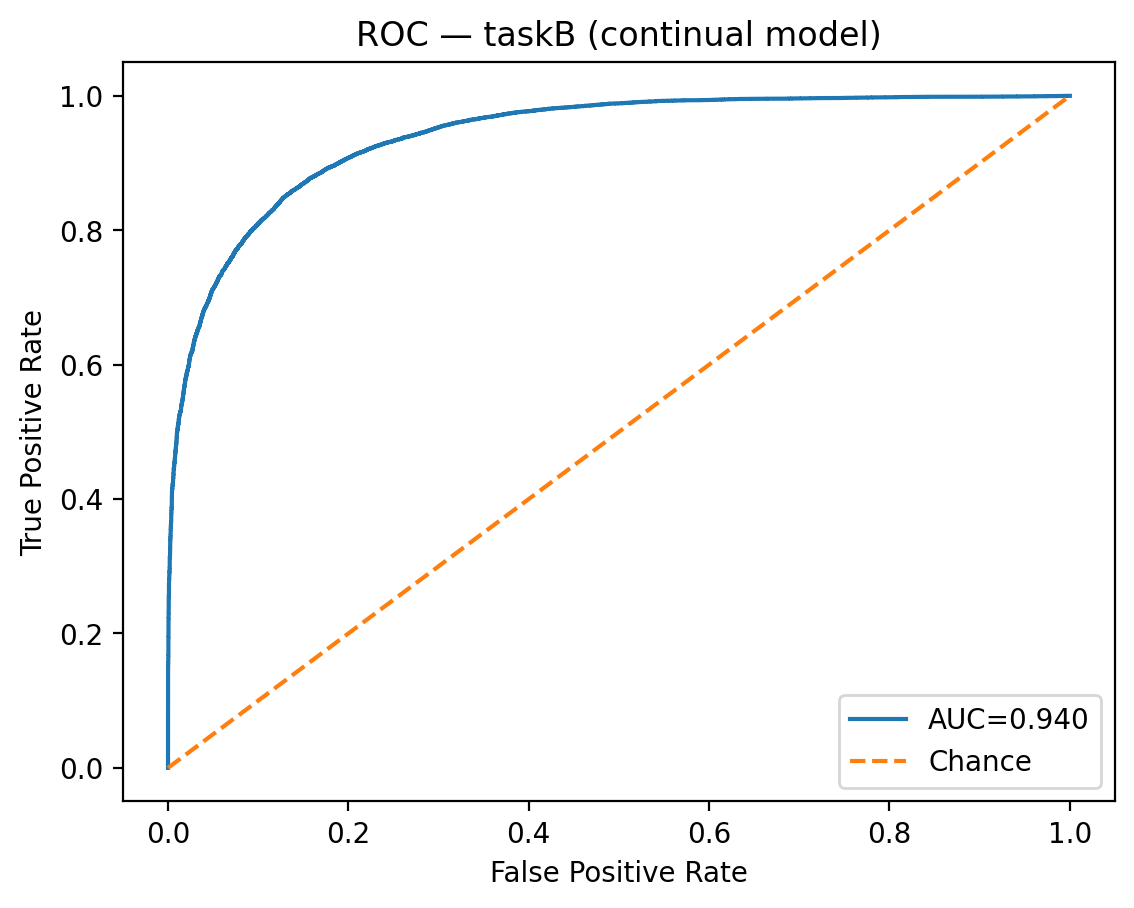 ROC — taskB (continual model)
1.0
0.8
0.6
0.4
0.2
0.0
True Positive Rate
AUC=0.940
Chance
0.0 0.2 0.4 0.6 0.8 1.0
False Positive Rate